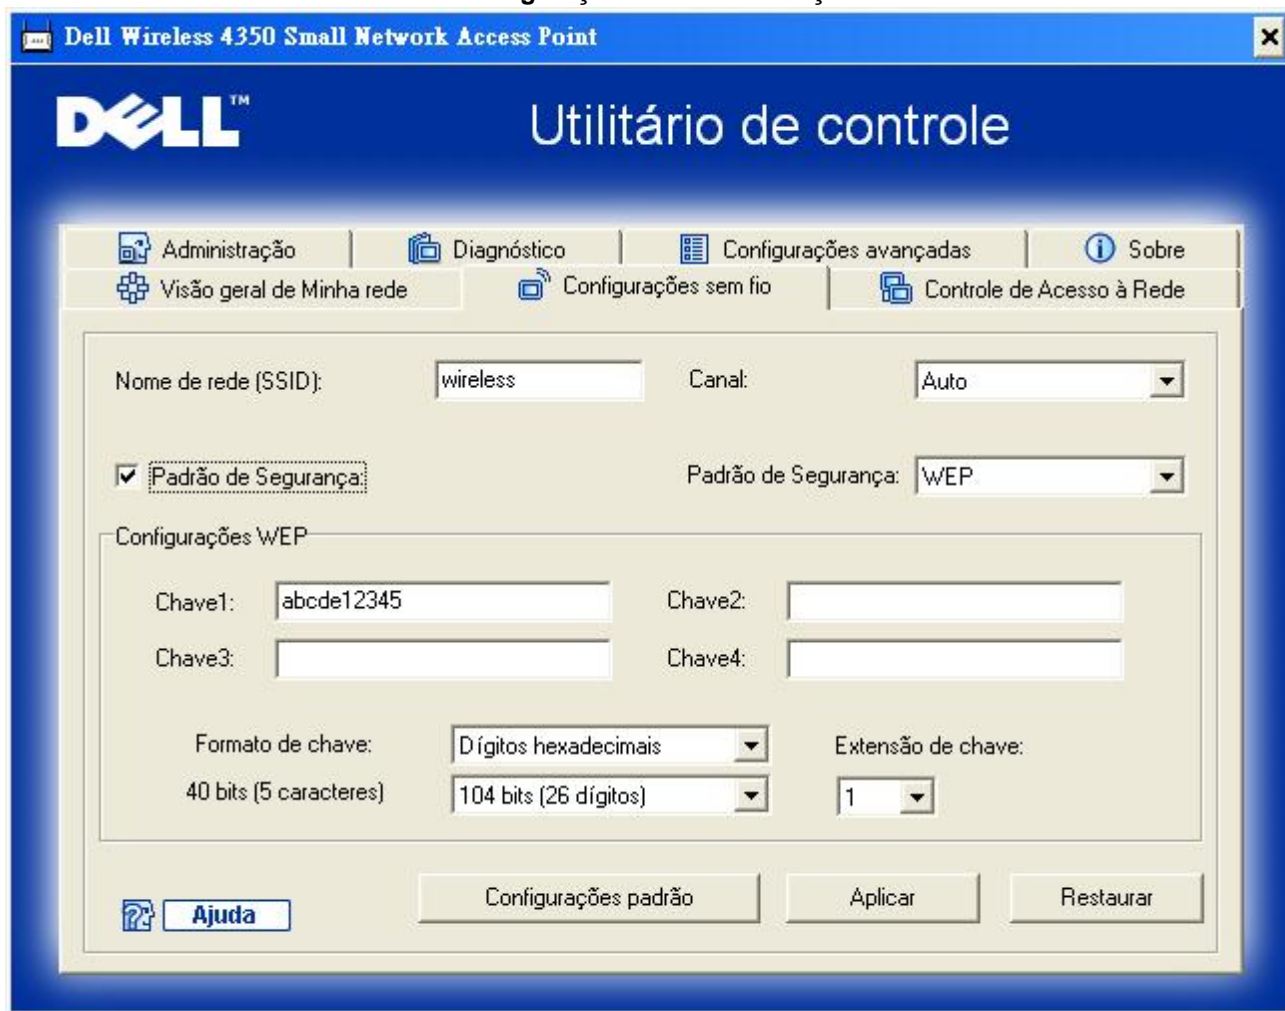 Dell Wireless 4350 Small Network Access Point
DELL™
Utilitário de controle
Administração
Diagnóstico
Configurações avançadas
Sobre
Visão geral de Minha rede
Configurações sem fio
Controle de Acesso à Rede
Nome de rede (SSID):
wireless
Canal:
Auto
Padrão de Segurança:
Padrão de Segurança:
WEP
Configurações WEP
Chave1:
abcde12345
Chave2:
Chave3:
Chave4:
Formato de chave:
Dígitos hexadecimais
Extensão de chave:
40 bits (5 caracteres)
104 bits (26 dígitos)
1
Ajuda
Configurações padrão
Aplicar
Restaurar